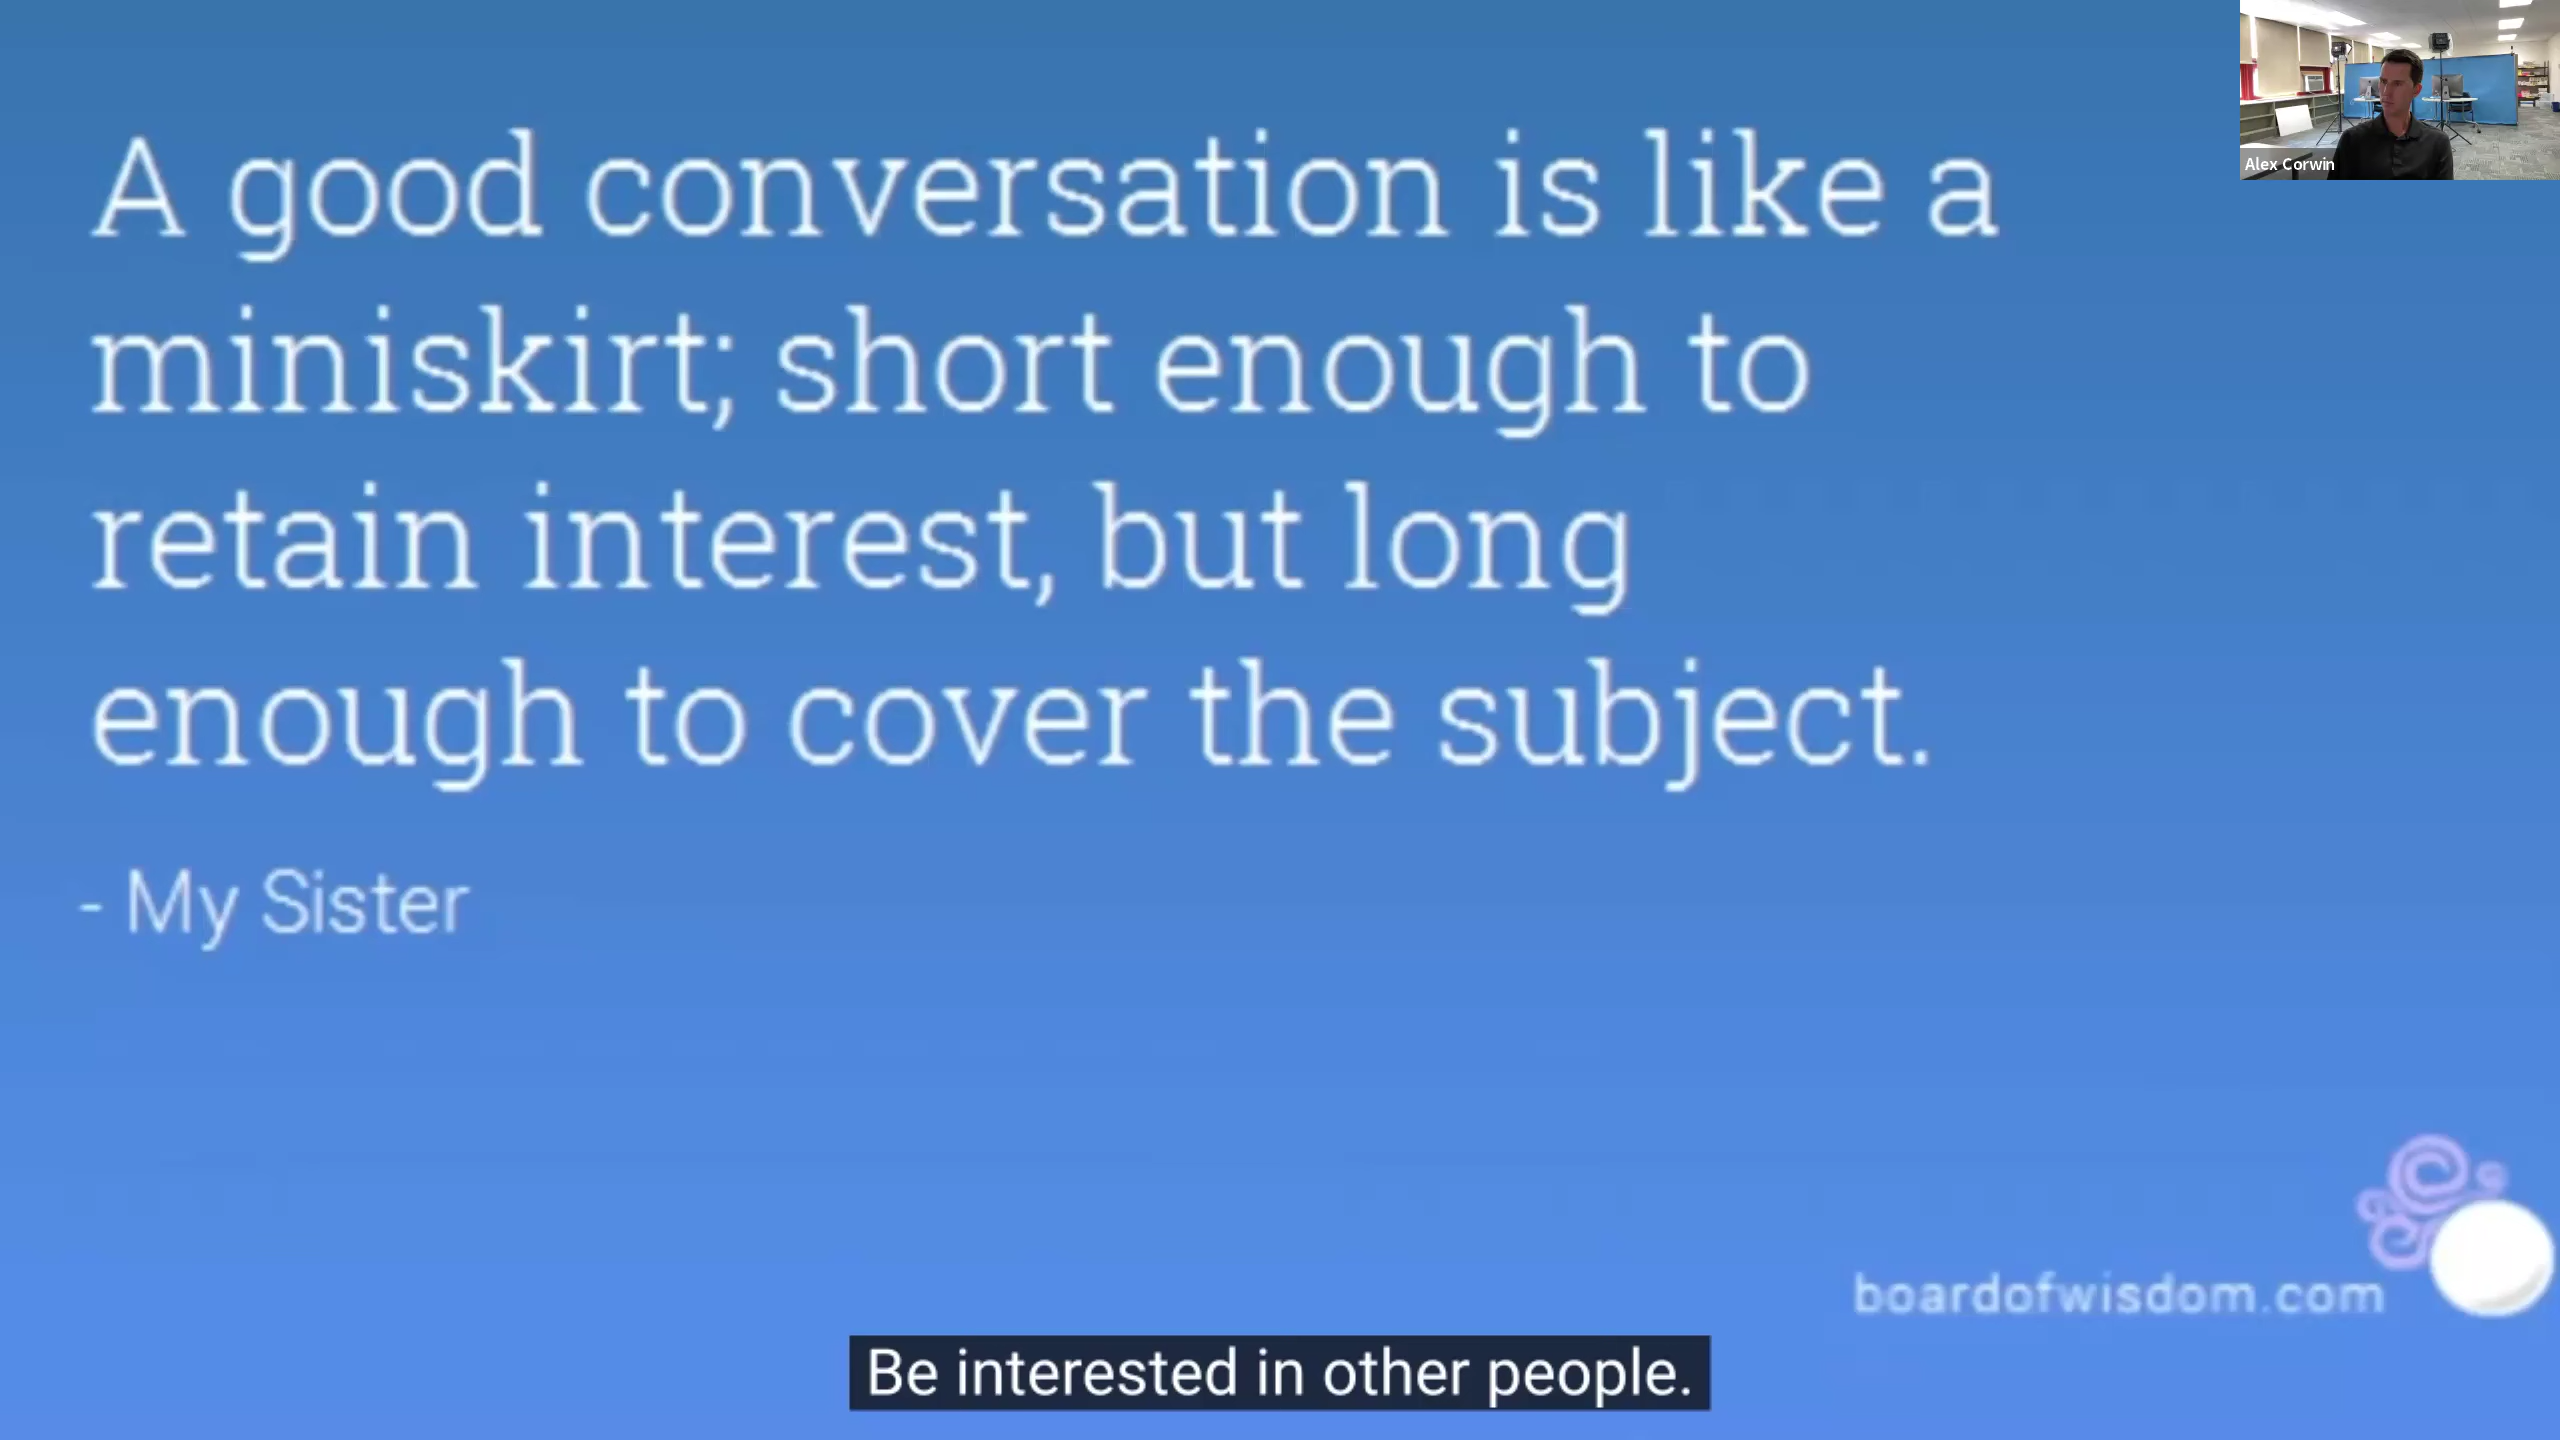 A good conversation is like a
miniskirt; short enough to
retain interest, but long
enough to cover the subject.
- My Sister
boardofwisdom.com
Be interested in other people.
Alex Corwin